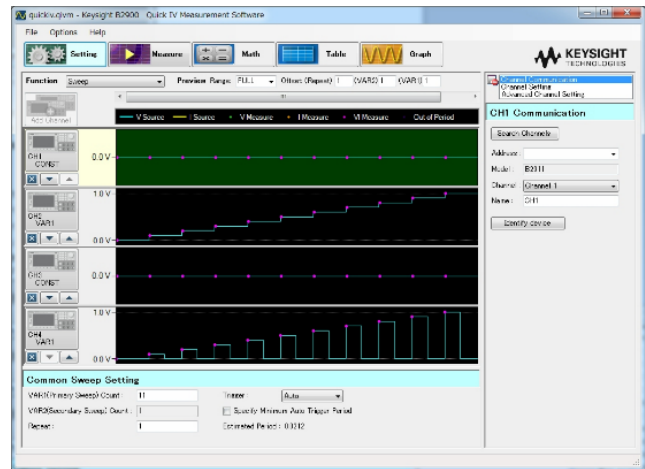 quickiv.qivm - Keysight B2900 Quick IV Measurement Software
File Options Help
Setting Measure Math Table Graph
KEYSIGHT
TECHNOLOGIES
Function Sweep Preview Range FULL Offset (Repeat) 1 (VAR2) 1 (VAR1) 1
Add Channel
V Source I Source V Measure I Measure VI Measure Out of Period
CH1
CONST
0.0 V
1.0 V
CH2
VAR1
0.0 V
CH3
CONST
0.0 V
1.0 V
CH4
VAR1
0.0 V
Common Sweep Setting
VAR1(Primary Sweep) Count : 11 Trigger : Auto
VAR2(Secondary Sweep) Count : 1 Specify Minimum Auto Trigger Period
Repeat : 1 Estimated Period :
Channel Communication
Channel Setting
Advanced Channel Setting
CH1 Communication
Search Channels
Address :
Model : B2911
Channel : Channel 1
Name : CH1
Identify device